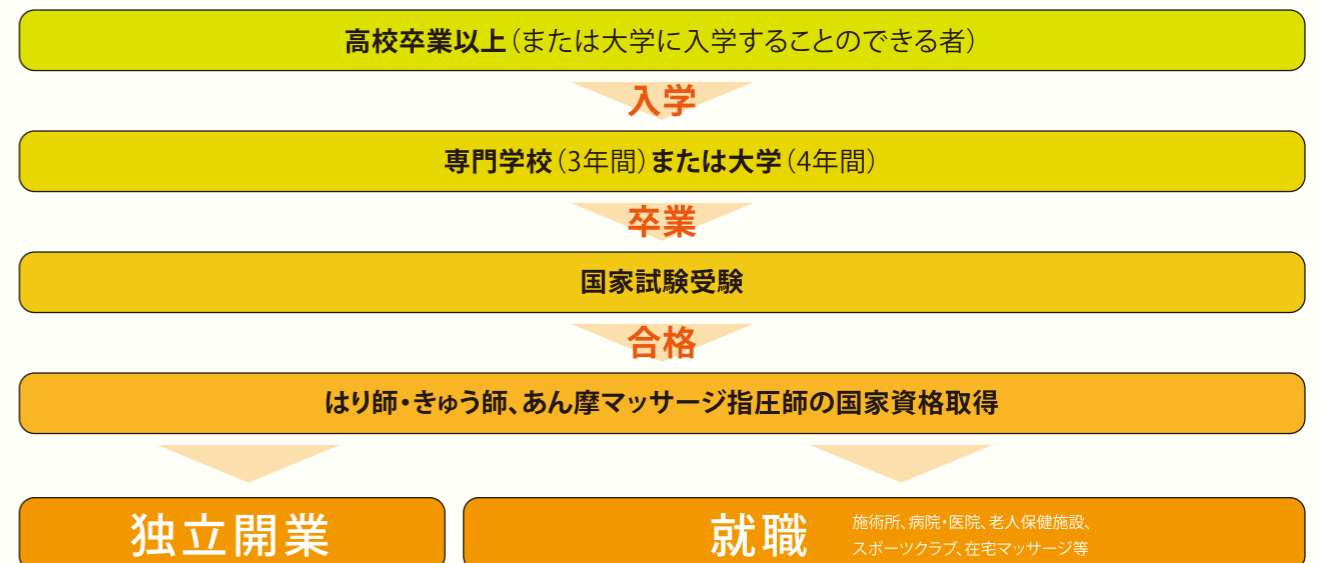 高校卒業以上（または大学に入学することのできる者）
入学
専門学校（3年間）または大学（4年間）
卒業
国家試験受験
合格
はり師・きゅう師、あん摩マッサージ指圧師の国家資格取得
独立開業
就職
施術所、病院・医院、老人保健施設、
スポーツクラブ、在宅マッサージ等